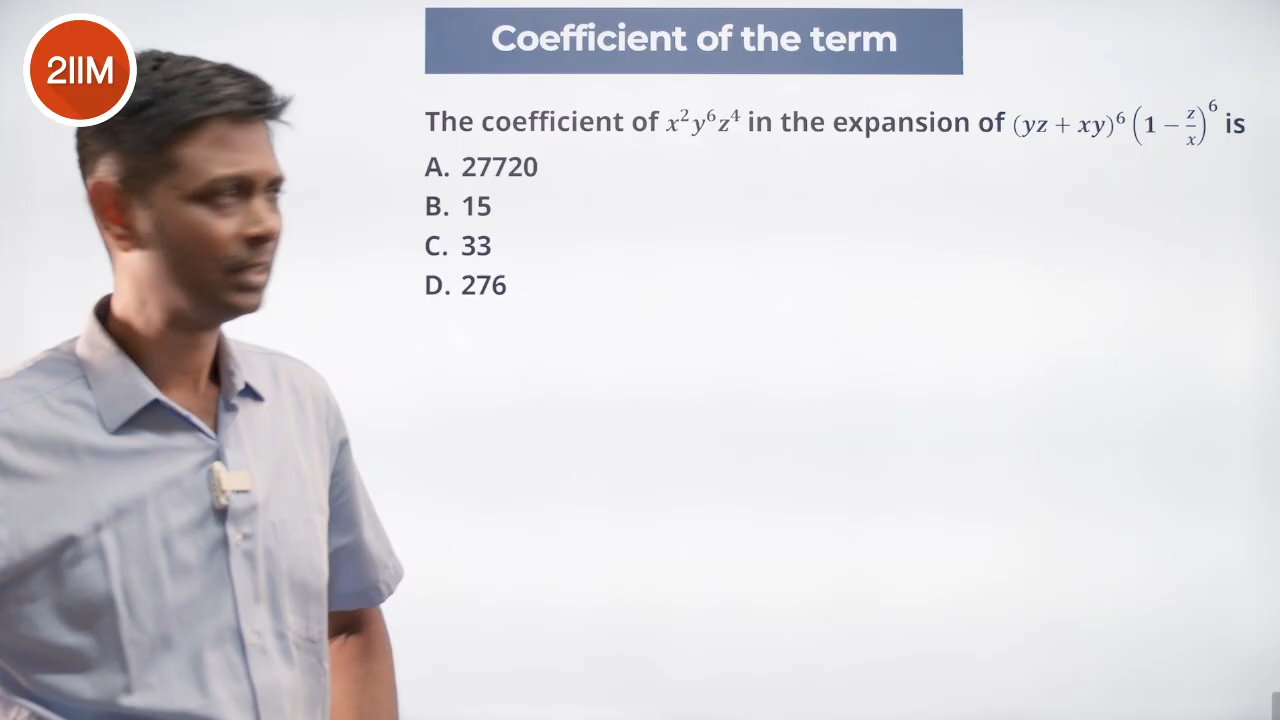 2IIM
Coefficient of the term
The coefficient of x²y⁶z⁴ in the expansion of (yz + xy)⁶ (1 − z/x)⁶ is
A. 27720
B. 15
C. 33
D. 276